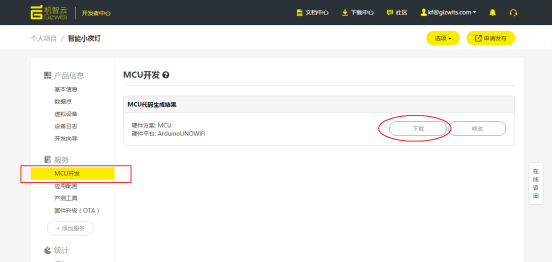 机智云
Gizwits
开发者中心
文档中心
下载中心
社区
kf@gizwits.com
个人项目 / 智能小夜灯
选项
申请发布
产品信息
基本信息
数据点
虚拟设备
设备日志
开发向导
服务
MCU开发
应用配置
产测工具
固件升级（OTA）
+ 添加服务
统计
MCU开发
MCU代码生成结果
硬件方案: MCU
硬件平台: ArduinoUNOWiFi
下载
修改
在线咨询